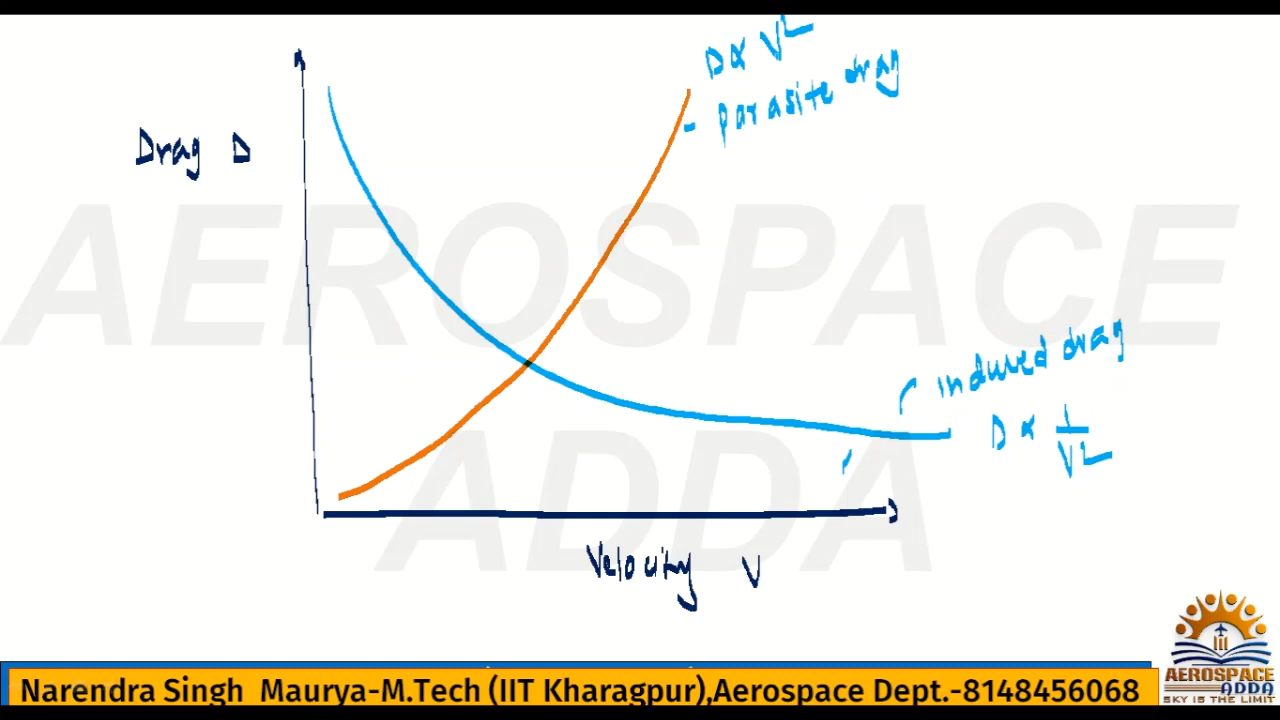 D ∝ V²
- parasite drag
Drag D
AEROSPACE
induced drag
D ∝ 1/V²
ADDA
Velocity V
Narendra Singh Maurya-M.Tech (IIT Kharagpur),Aerospace Dept.-8148456068
AEROSPACE
ADDA
SKY IS THE LIMIT